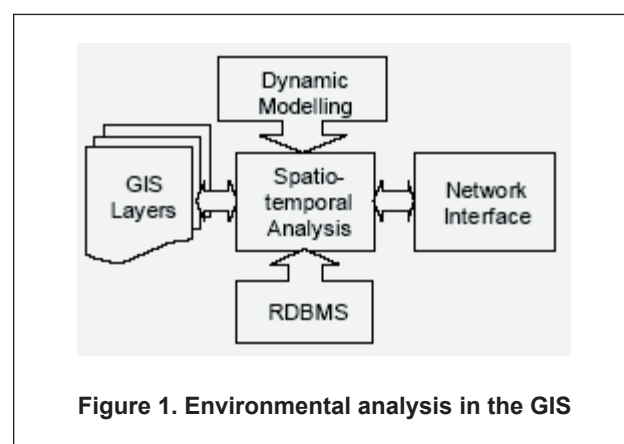 Dynamic
Modelling
GIS
Layers
Spatio-
temporal
Analysis
Network
Interface
RDBMS
Figure 1. Environmental analysis in the GIS